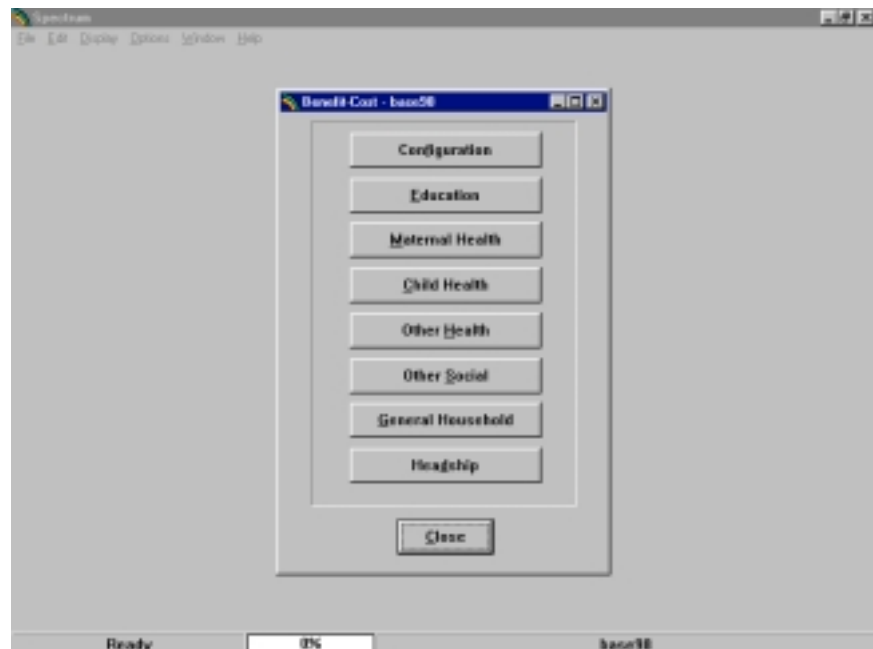 Spectrum
File Edit Display Options Window Help
Benefit-Cost - base98
Configuration
Education
Maternal Health
Child Health
Other Health
Other Social
General Household
Headship
Close
Ready 0% base98